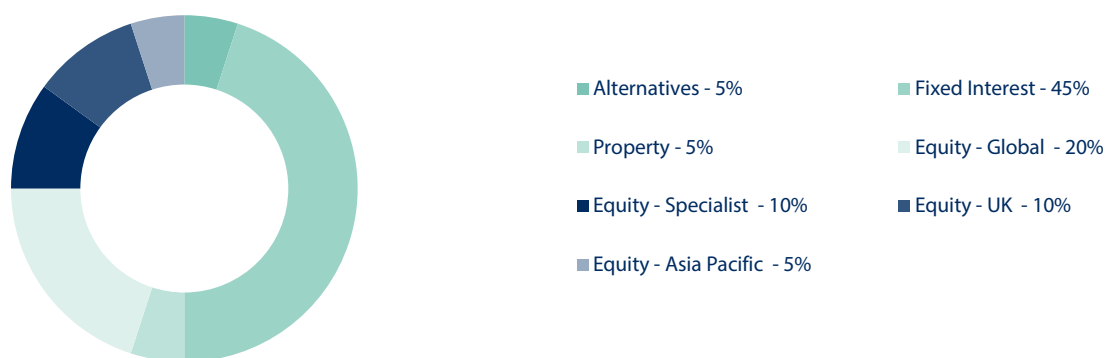 Alternatives - 5%
Fixed Interest - 45%
Property - 5%
Equity - Global - 20%
Equity - Specialist - 10%
Equity - UK - 10%
Equity - Asia Pacific - 5%